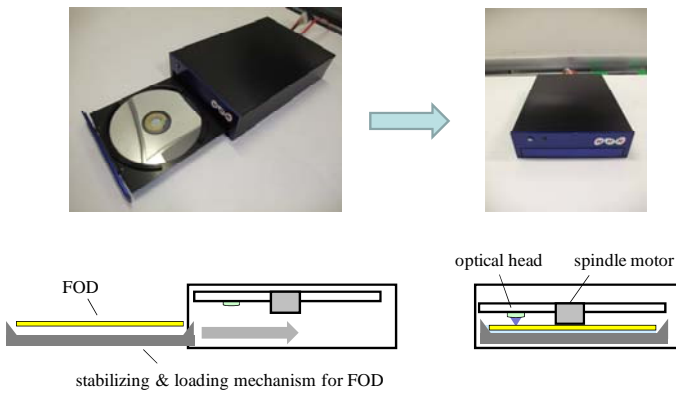 optical head
spindle motor
FOD
stabilizing & loading mechanism for FOD